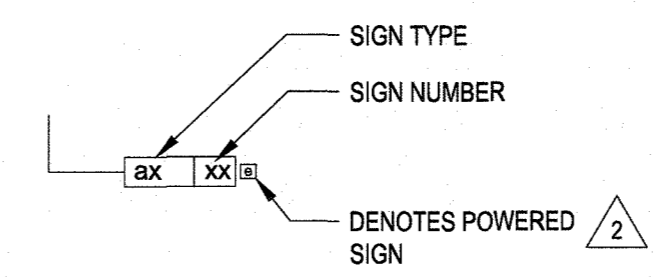 SIGN TYPE
SIGN NUMBER
ax xx e
DENOTES POWERED
SIGN
2